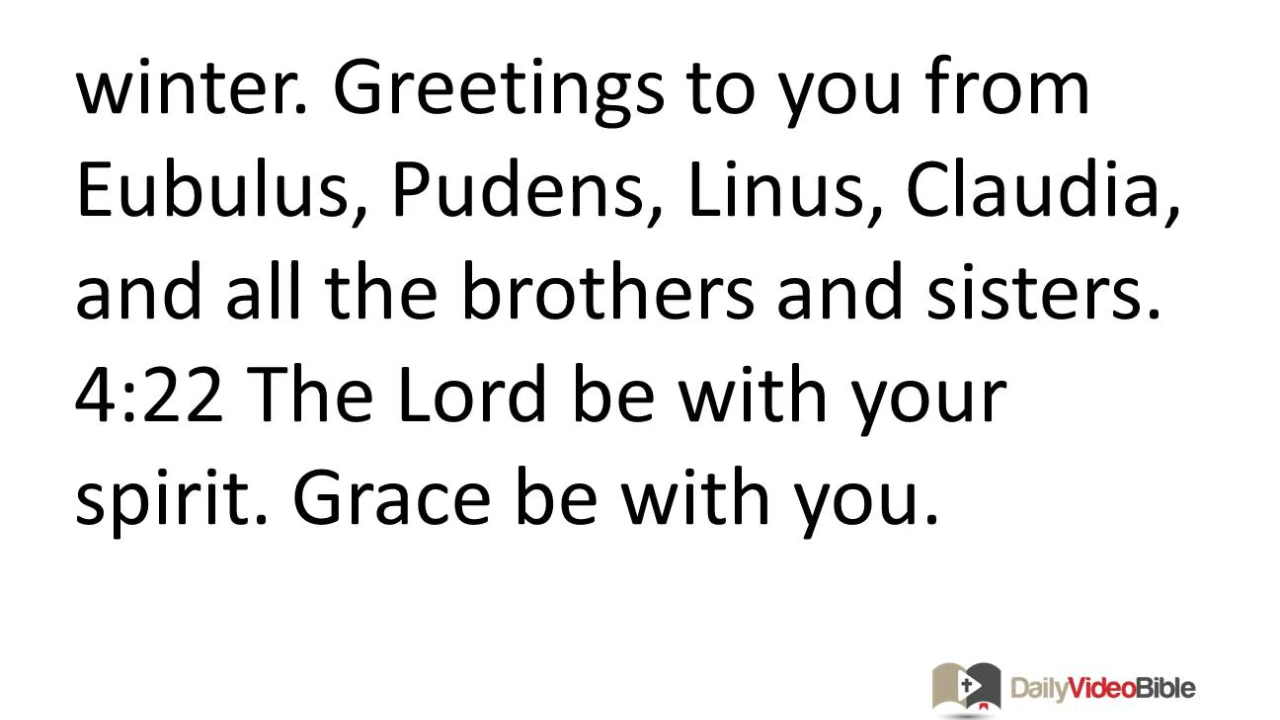 winter. Greetings to you from
Eubulus, Pudens, Linus, Claudia,
and all the brothers and sisters.
4:22 The Lord be with your
spirit. Grace be with you.
DailyVideoBible